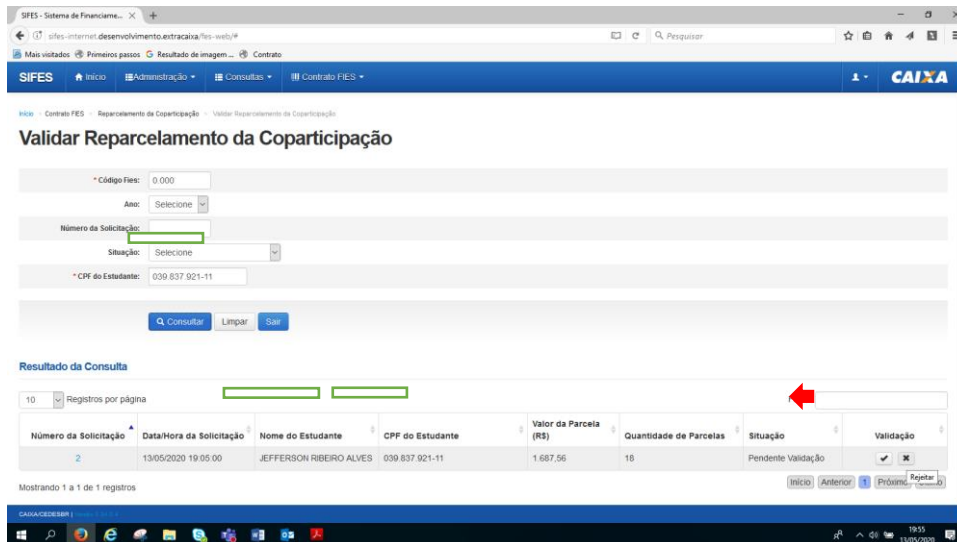 SIFES - Sistema de Financiame...
sifes-internet.desenvolvimento.extracaixa/fes-web/#
Pesquisar
Mais visitados Primeiros passos Resultado de imagem ... Contrato
SIFES Início Administração Consultas Contrato FIES CAIXA
Início Contrato FIES Reparcelamento da Coparticipação Validar Reparcelamento da Coparticipação
Validar Reparcelamento da Coparticipação
* Código Fies: 0.000
Ano: Selecione
Número da Solicitação:
Situação: Selecione
* CPF do Estudante: 039.837.921-11
Consultar Limpar Sair
Resultado da Consulta
10 Registros por página
Número da Solicitação Data/Hora da Solicitação Nome do Estudante CPF do Estudante Valor da Parcela (R$) Quantidade de Parcelas Situação Validação
2 13/05/2020 19:05:00 JEFFERSON RIBEIRO ALVES 039.837.921-11 1.687,56 18 Pendente Validação
Rejeitar
Mostrando 1 a 1 de 1 registros Início Anterior 1 Próximo
CAIXA/CEDESBR |
19:55
13/05/2020